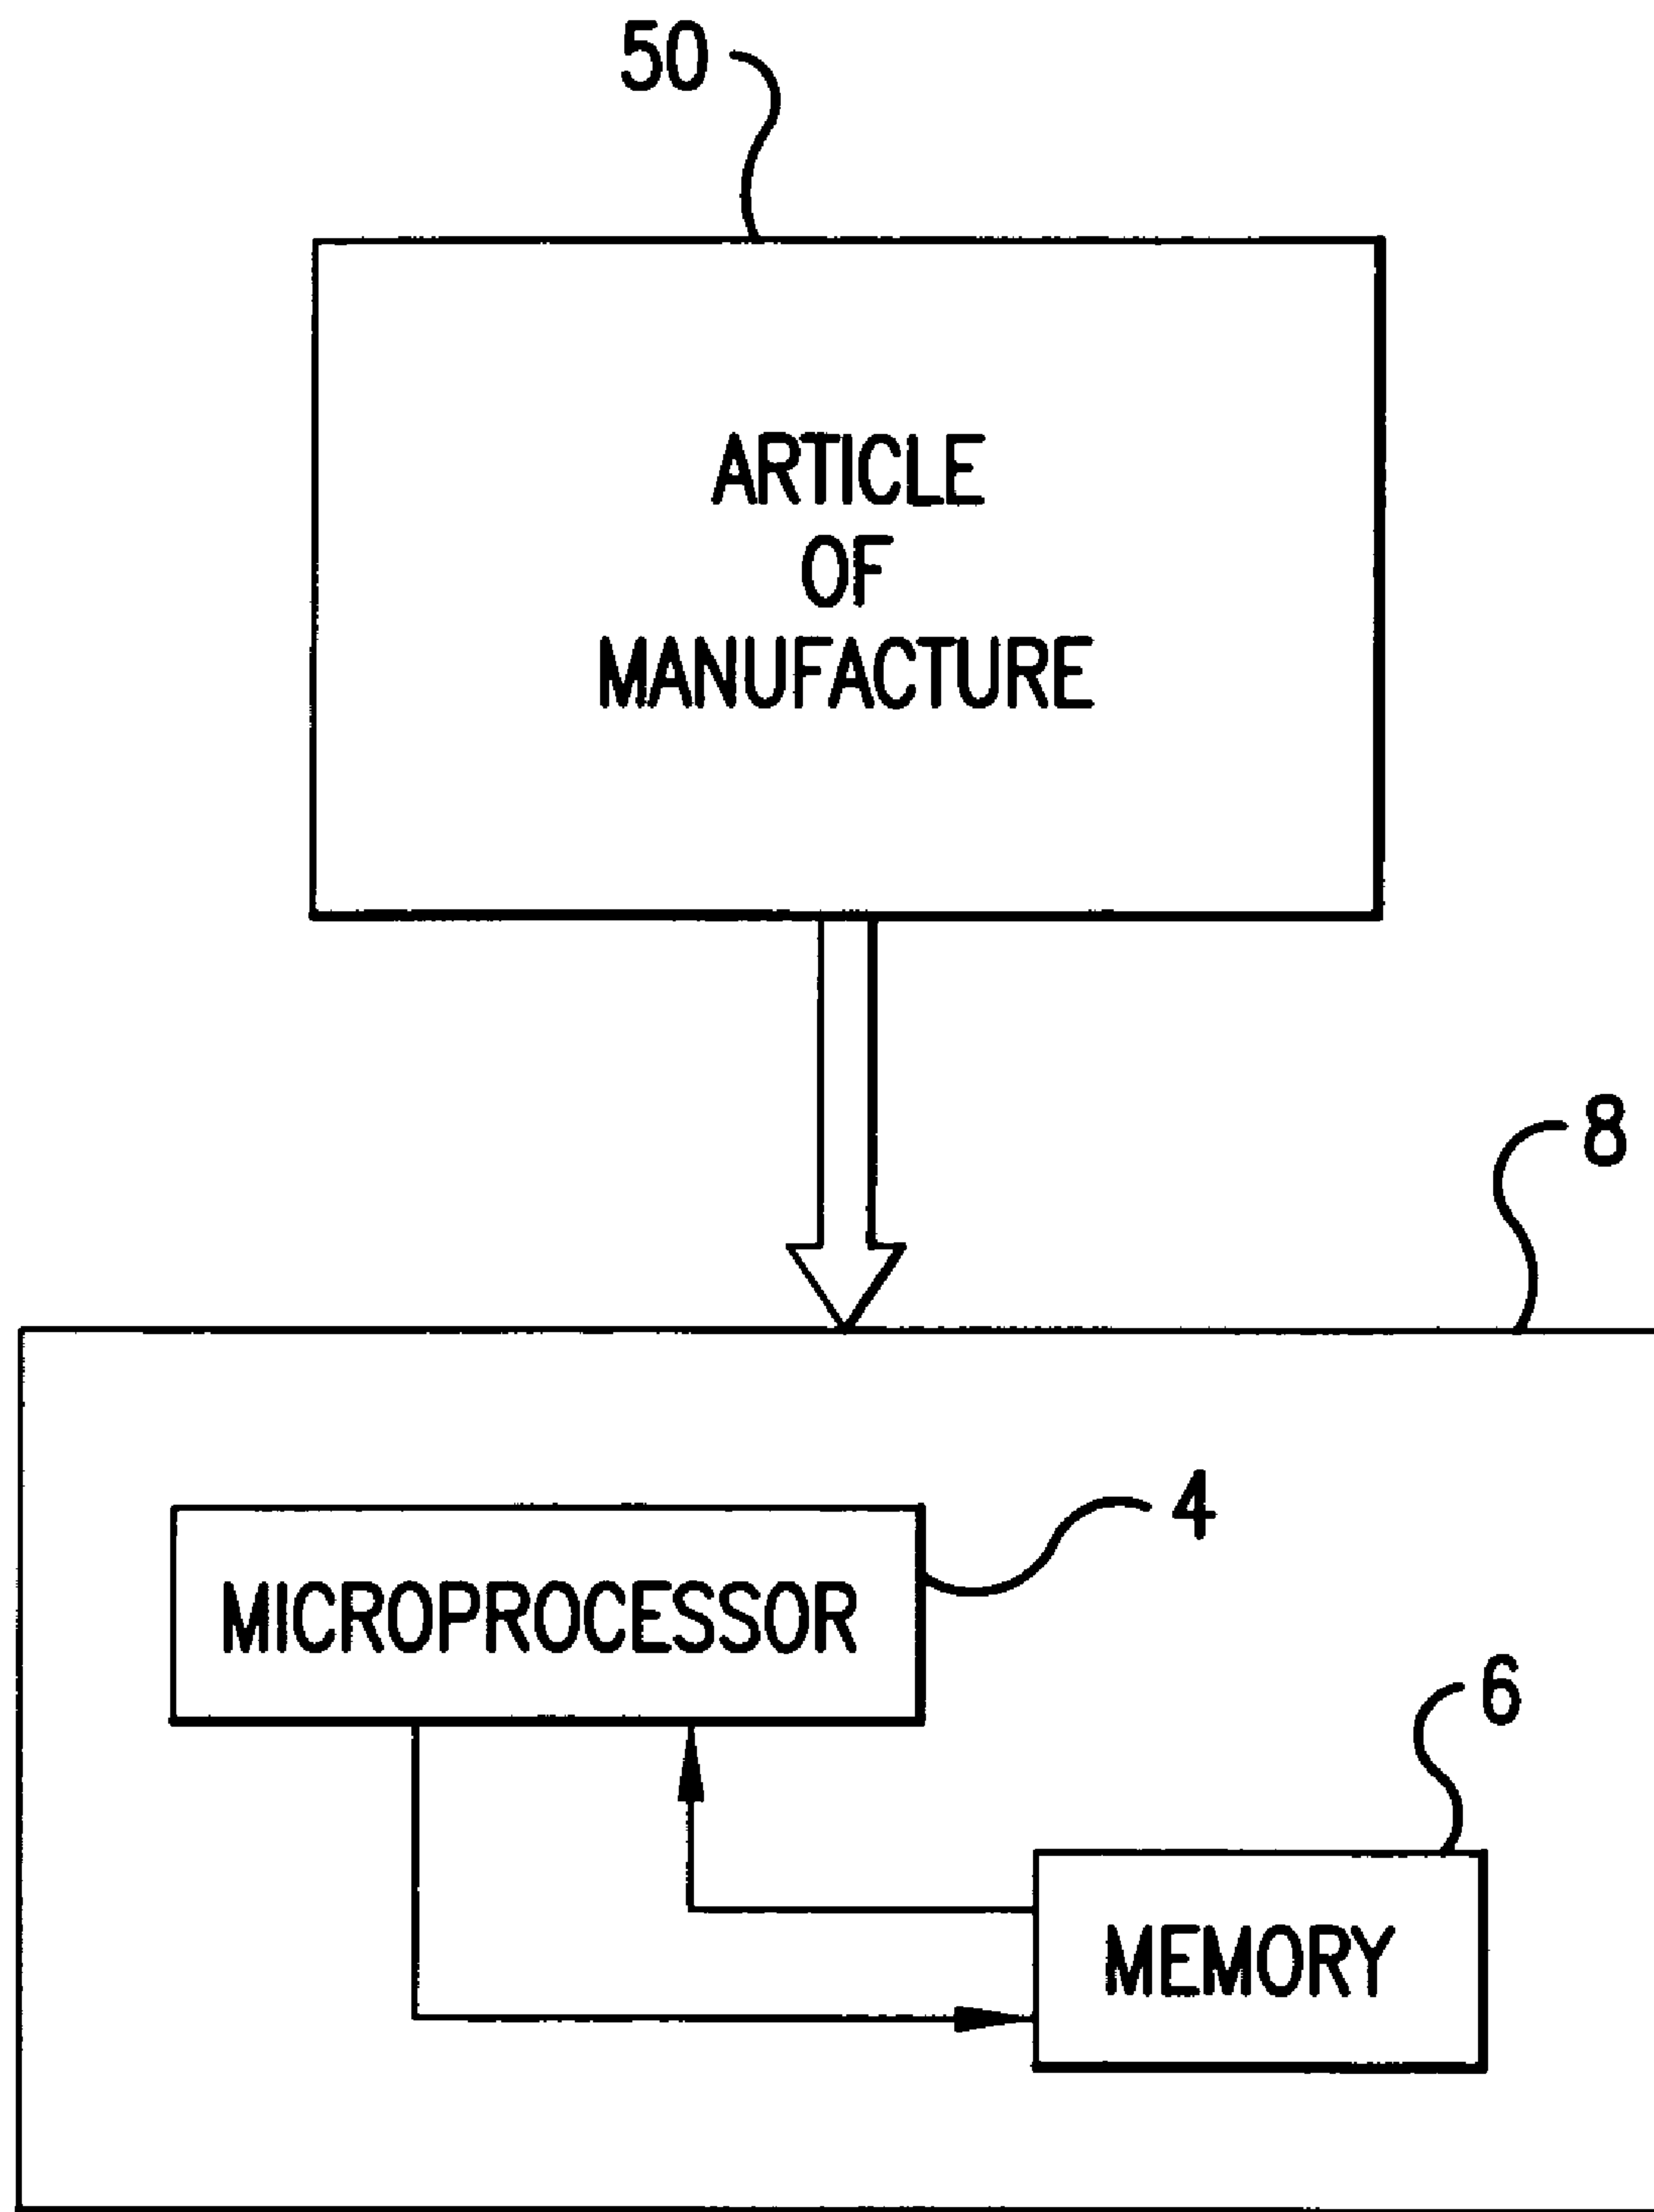 50
ARTICLE
OF
MANUFACTURE
8
4
MICROPROCESSOR
6
MEMORY